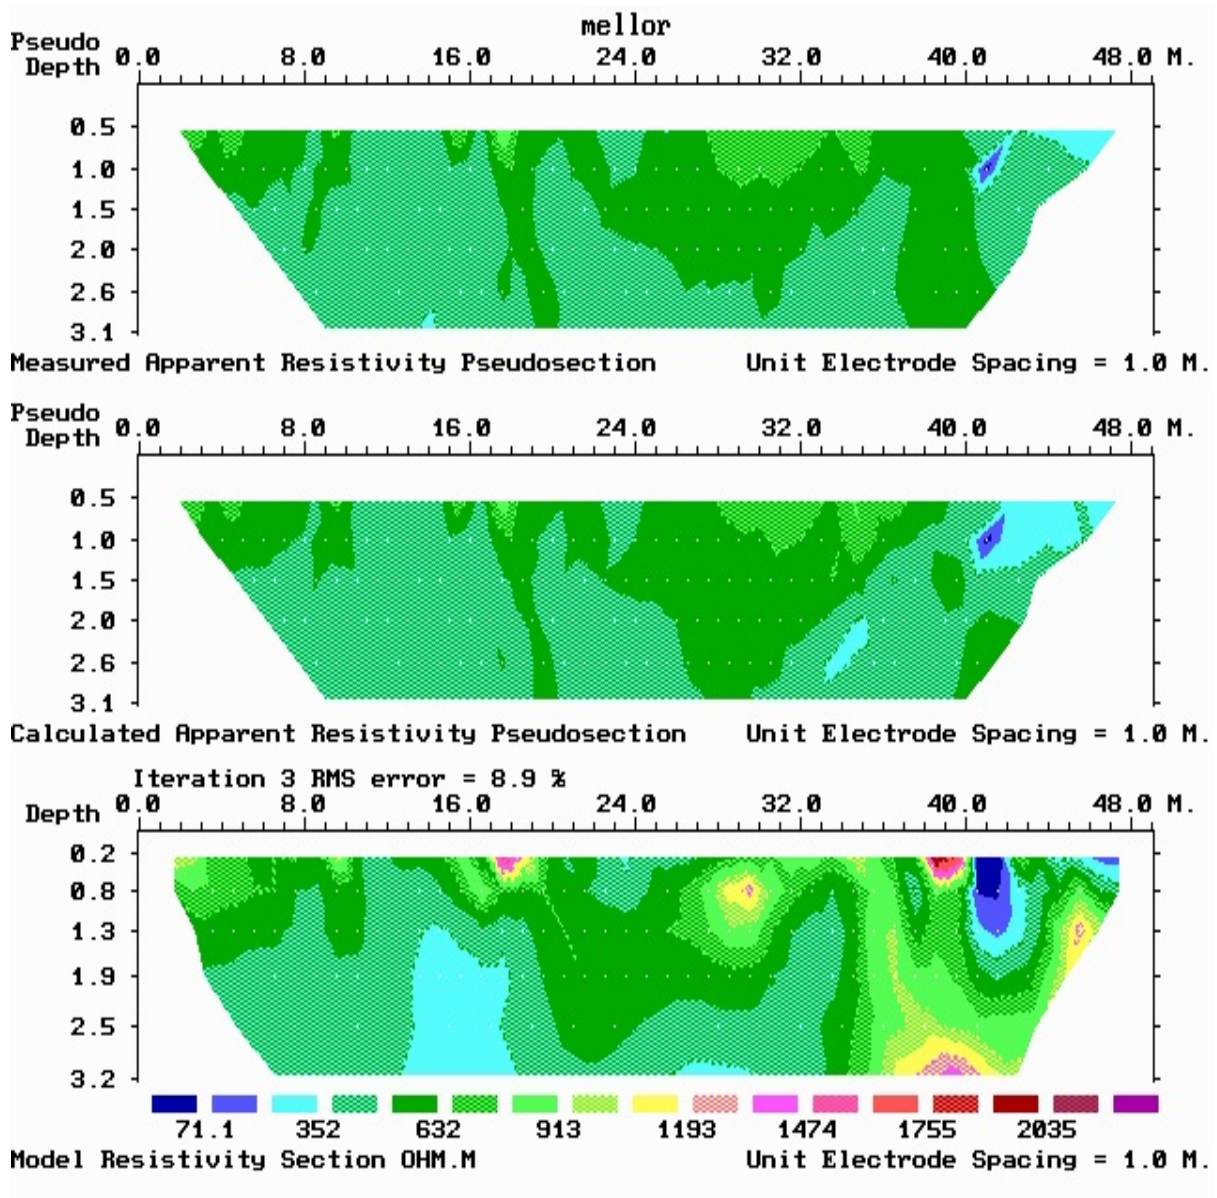 mellor
Pseudo
Depth 0.0 8.0 16.0 24.0 32.0 40.0 48.0 M.
0.5
1.0
1.5
2.0
2.6
3.1
Measured Apparent Resistivity Pseudosection Unit Electrode Spacing = 1.0 M.
Pseudo
Depth 0.0 8.0 16.0 24.0 32.0 40.0 48.0 M.
0.5
1.0
1.5
2.0
2.6
3.1
Calculated Apparent Resistivity Pseudosection Unit Electrode Spacing = 1.0 M.
Iteration 3 RMS error = 8.9 %
Depth 0.0 8.0 16.0 24.0 32.0 40.0 48.0 M.
0.2
0.8
1.3
1.9
2.5
3.2
71.1 352 632 913 1193 1474 1755 2035
Model Resistivity Section OHM.M Unit Electrode Spacing = 1.0 M.